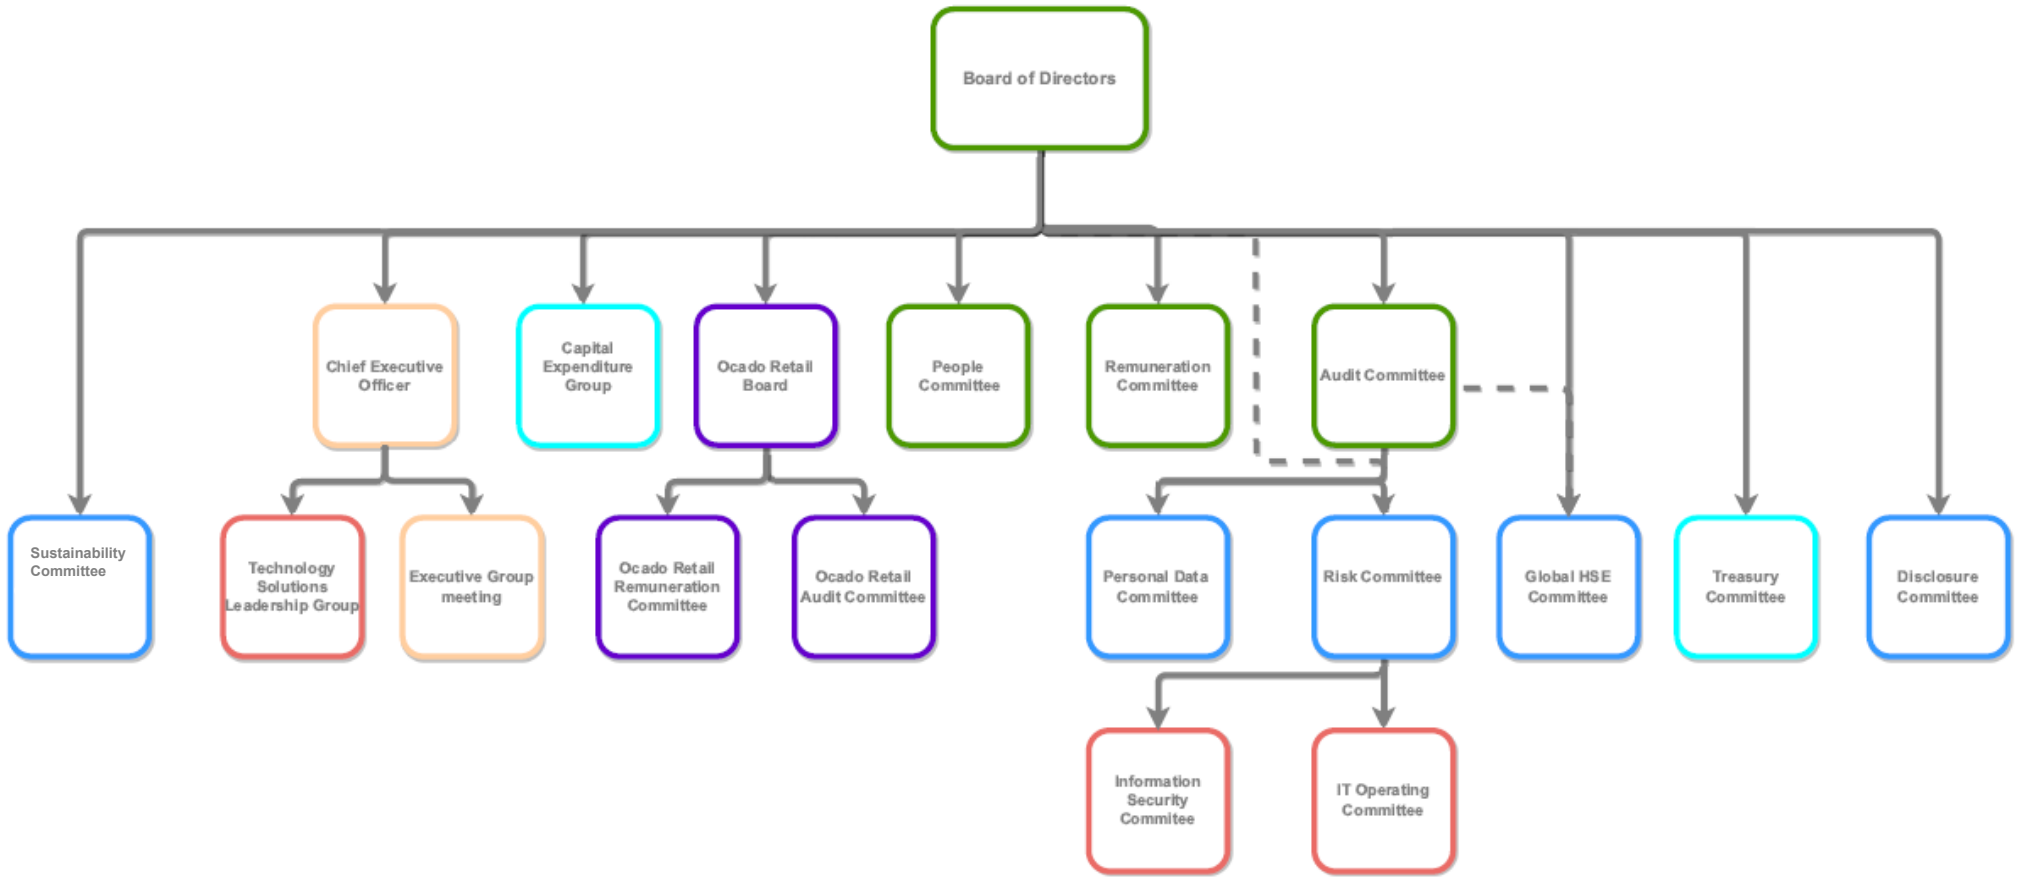 Board of Directors
Chief Executive
Officer
Capital
Expenditure
Group
Ocado Retail
Board
People
Committee
Remuneration
Committee
Audit Committee
Sustainability
Committee
Technology
Solutions
Leadership Group
Executive Group
meeting
Ocado Retail
Remuneration
Committee
Ocado Retail
Audit Committee
Personal Data
Committee
Risk Committee
Global HSE
Committee
Treasury
Committee
Disclosure
Committee
Information
Security
Commitee
IT Operating
Committee